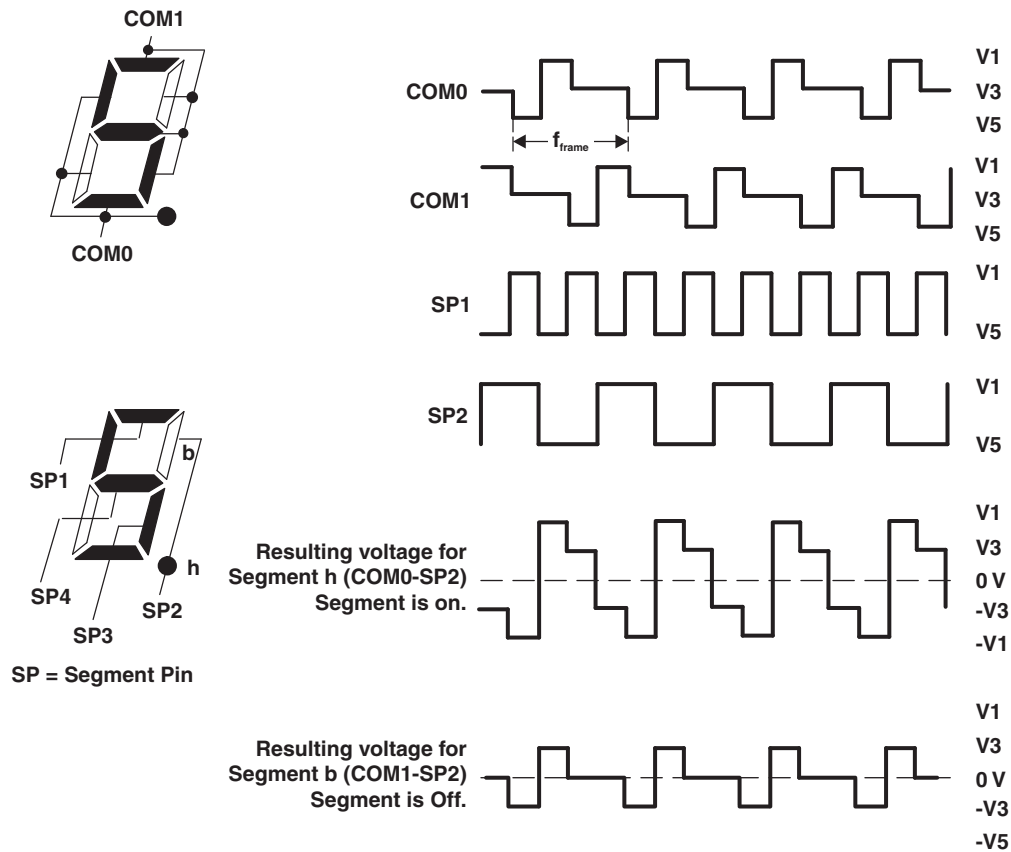 COM1
COM0
COM0
V1
V3
V5
f_frame
COM1
V1
V3
V5
SP1
V1
V5
SP2
V1
V5
b
SP1
h
SP4
SP2
SP3
SP = Segment Pin
Resulting voltage for
Segment h (COM0-SP2)
Segment is on.
V1
V3
0 V
-V3
-V1
Resulting voltage for
Segment b (COM1-SP2)
Segment is Off.
V1
V3
0 V
-V3
-V5